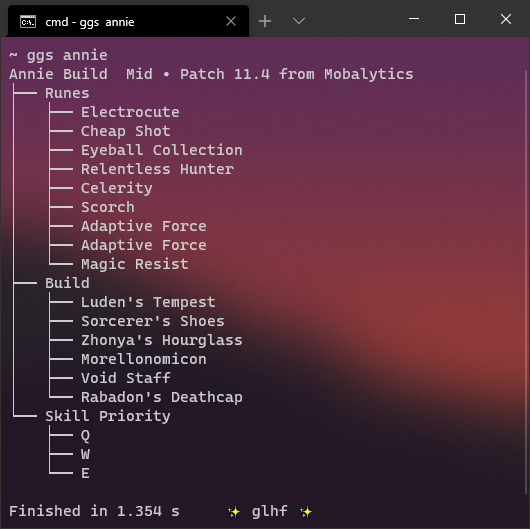 cmd - ggs annie
~ ggs annie
Annie Build  Mid • Patch 11.4 from Mobalytics
├── Runes
│   ├── Electrocute
│   ├── Cheap Shot
│   ├── Eyeball Collection
│   ├── Relentless Hunter
│   ├── Celerity
│   ├── Scorch
│   ├── Adaptive Force
│   ├── Adaptive Force
│   └── Magic Resist
├── Build
│   ├── Luden's Tempest
│   ├── Sorcerer's Shoes
│   ├── Zhonya's Hourglass
│   ├── Morellonomicon
│   ├── Void Staff
│   └── Rabadon's Deathcap
└── Skill Priority
    ├── Q
    ├── W
    └── E
Finished in 1.354 s     ✨ glhf ✨